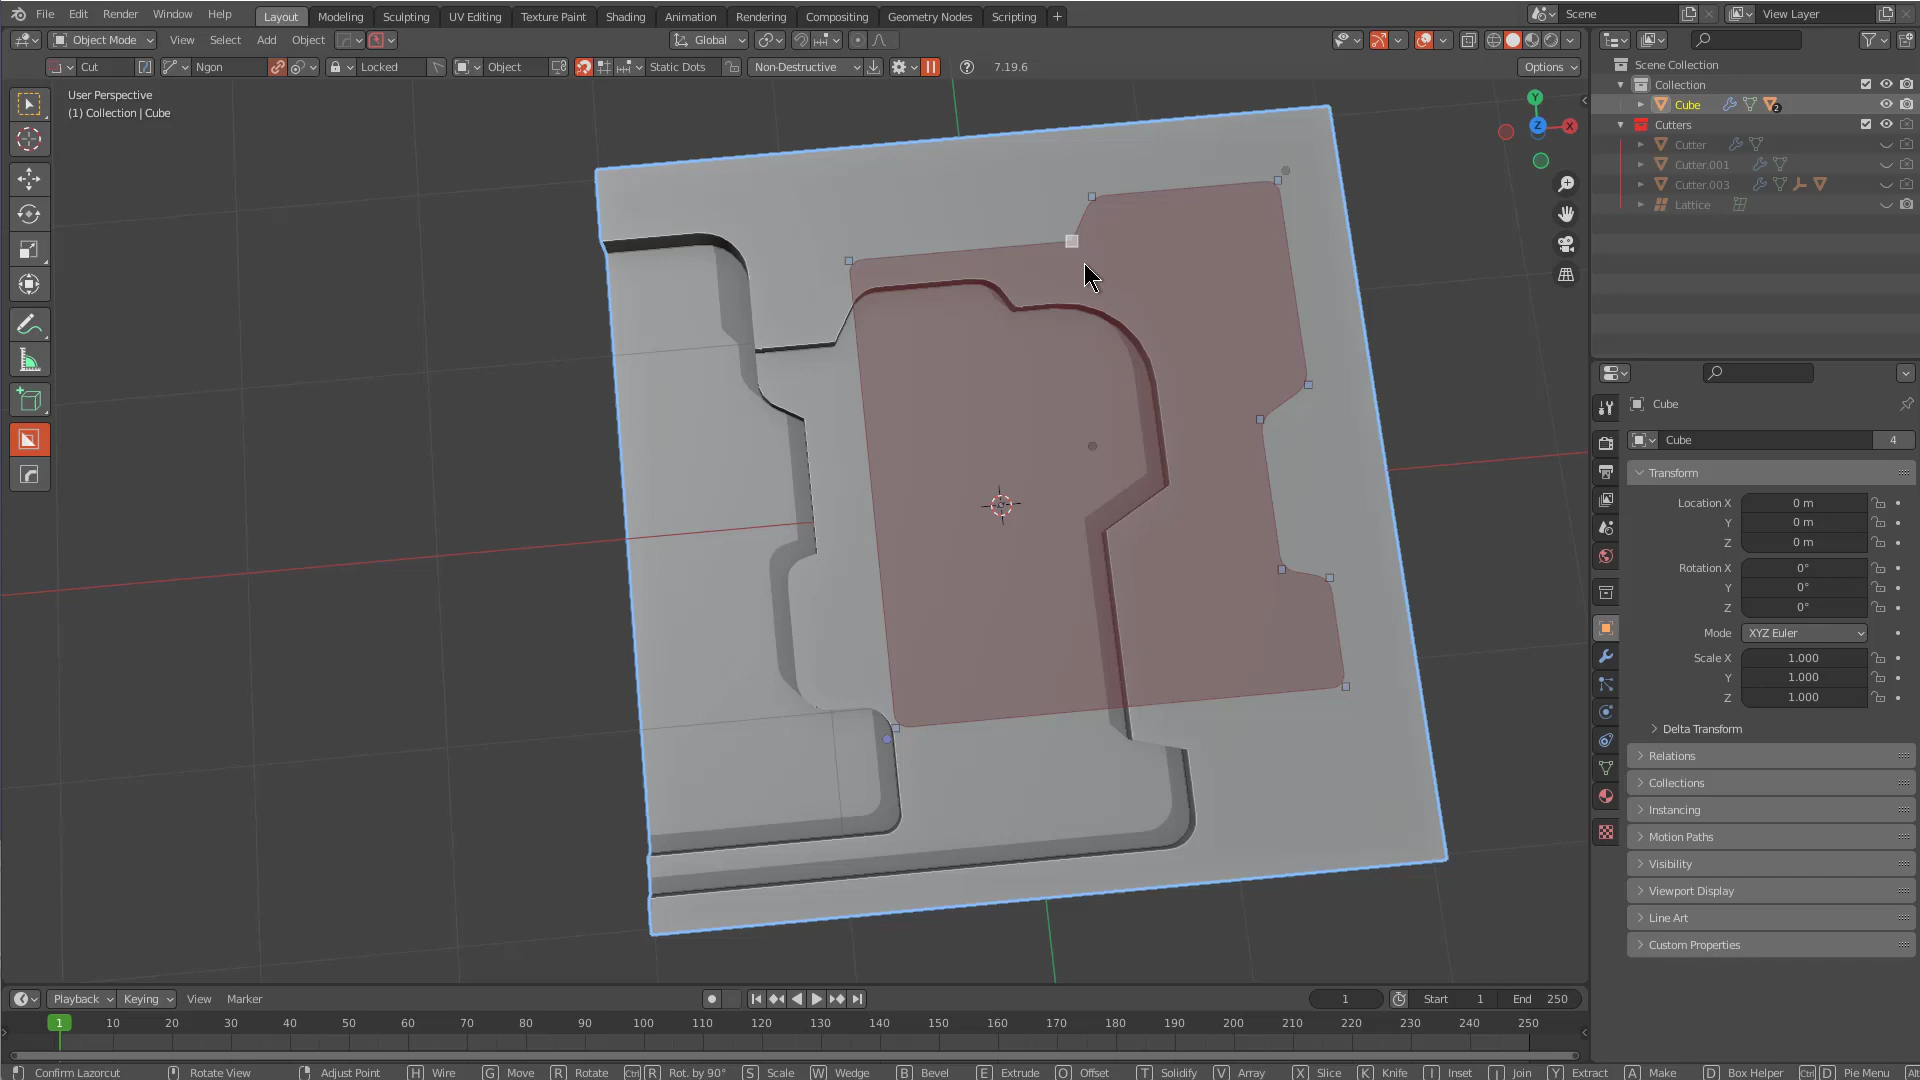 File Edit Render Window Help Layout Modeling Sculpting UV Editing Texture Paint Shading Animation Rendering Compositing Geometry Nodes Scripting + Scene View Layer
Object Mode View Select Add Object Global
Cut Ngon Locked Object Static Dots Non-Destructive 7.19.6 Options
User Perspective
(1) Collection | Cube
Y
Z
X
Scene Collection
Collection
Cube 2
Cutters
Cutter
Cutter.001
Cutter.003
Lattice
Cube
Cube 4
Transform
Location X 0 m
Y 0 m
Z 0 m
Rotation X 0°
Y 0°
Z 0°
Mode XYZ Euler
Scale X 1.000
Y 1.000
Z 1.000
Delta Transform
Relations
Collections
Instancing
Motion Paths
Visibility
Viewport Display
Line Art
Custom Properties
Playback Keying View Marker 1 Start 1 End 250
1 10 20 30 40 50 60 70 80 90 100 110 120 130 140 150 160 170 180 190 200 210 220 230 240 250
Confirm Lazorcut Rotate View Adjust Point H Wire G Move R Rotate Ctrl R Rot. by 90° S Scale W Wedge B Bevel E Extrude O Offset T Solidify V Array X Slice K Knife I Inset J Join Y Extract A Make D Box Helper Ctrl D Pie Menu Alt